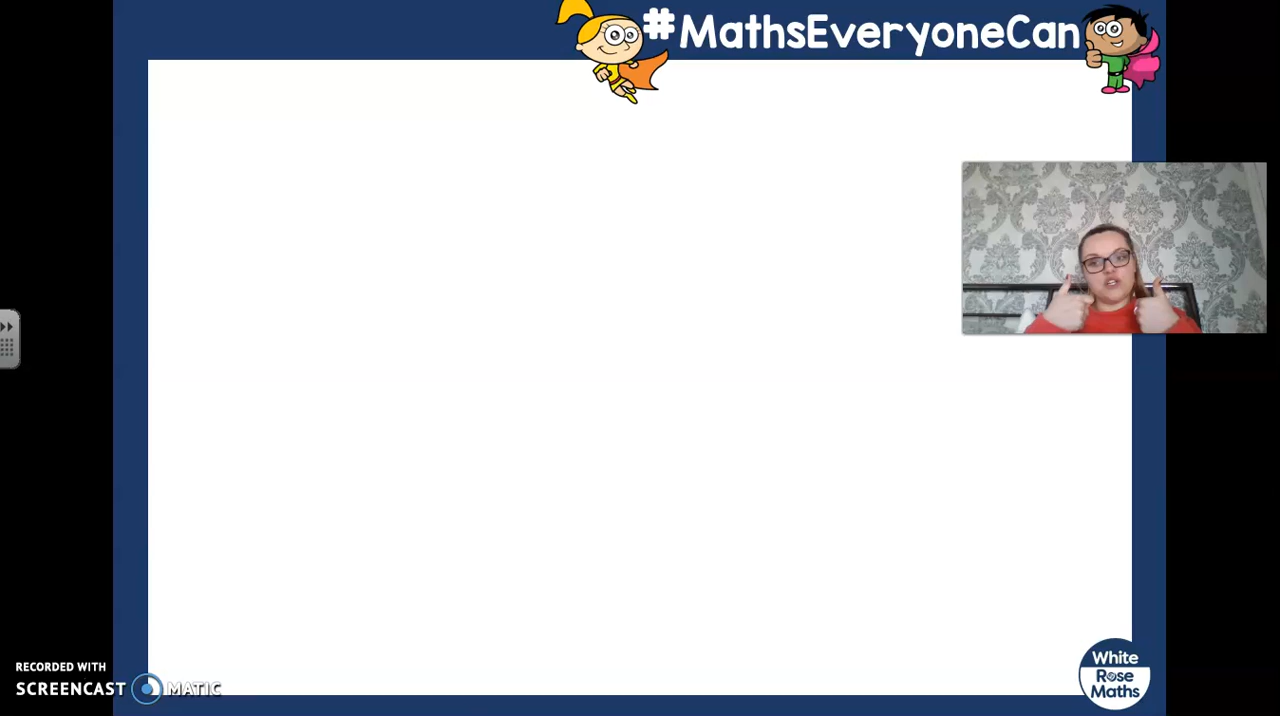 #MathsEveryoneCan
RECORDED WITH
SCREENCAST MATIC
White
Rose
Maths